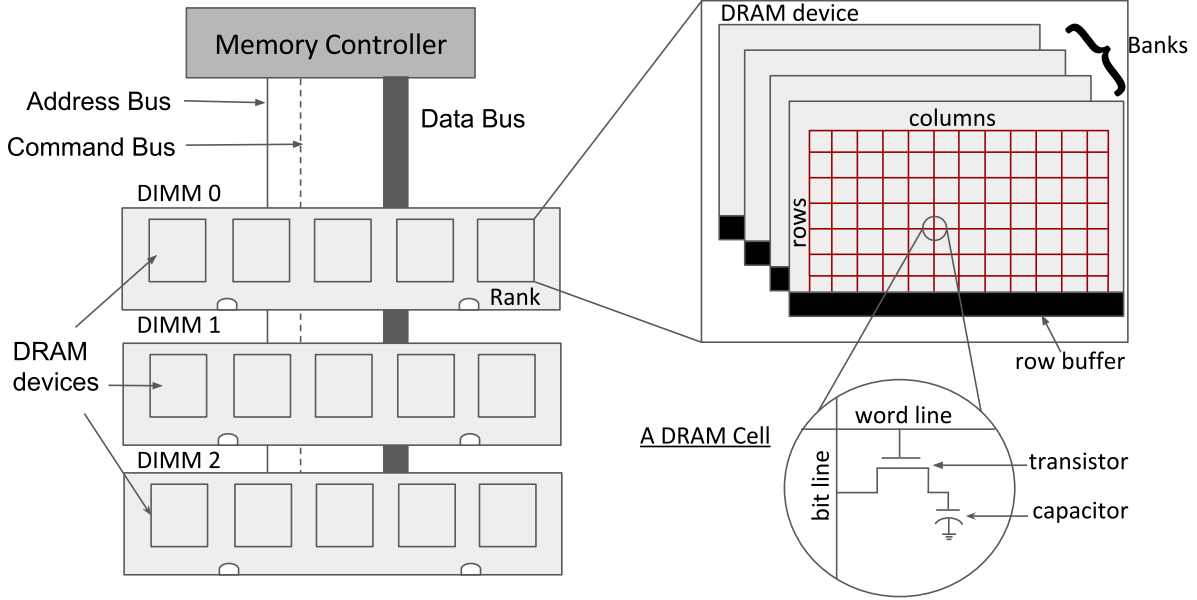 Memory Controller
Address Bus
Command Bus
Data Bus
DIMM 0
Rank
DIMM 1
DRAM
devices
DIMM 2
DRAM device
Banks
columns
rows
row buffer
A DRAM Cell
word line
bit line
transistor
capacitor